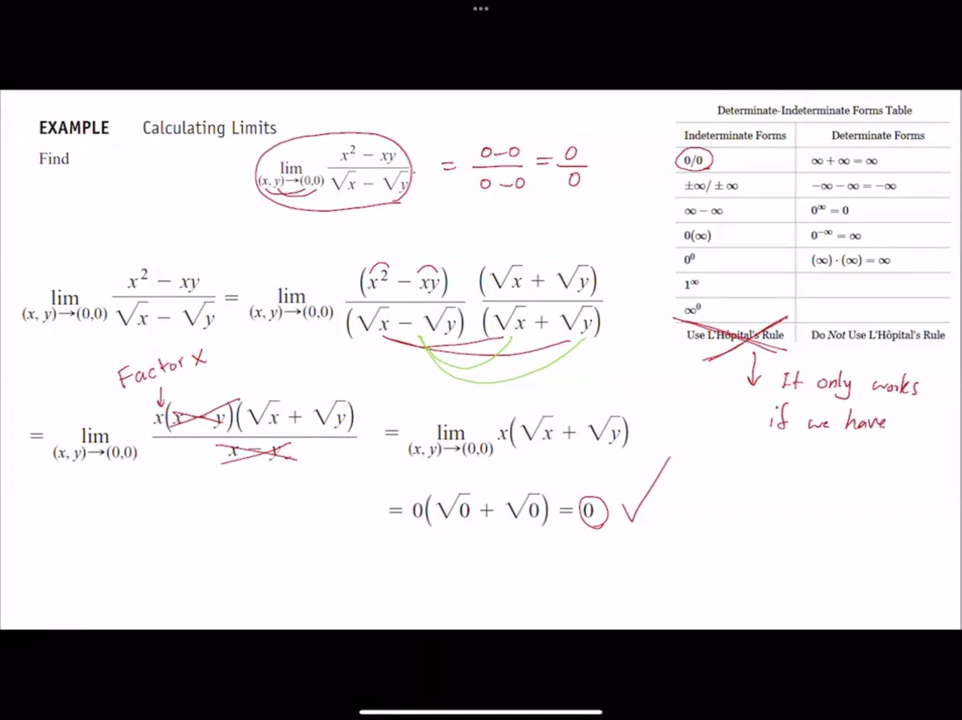 EXAMPLE Calculating Limits
Find
lim (x, y)→(0,0) (x² − xy)/(√x − √y) = (0−0)/(0−0) = 0/0
lim (x, y)→(0,0) (x² − xy)/(√x − √y) = lim (x, y)→(0,0) (x² − xy)(√x + √y)/(√x − √y)(√x + √y)
Factor x
= lim (x, y)→(0,0) x(x − y)(√x + √y)/(x − y) = lim (x, y)→(0,0) x(√x + √y)
= 0(√0 + √0) = 0 ✓
Determinate-Indeterminate Forms Table
Indeterminate Forms Determinate Forms
0/0 ∞ + ∞ = ∞
±∞/±∞ −∞ − ∞ = −∞
∞ − ∞ 0^∞ = 0
0(∞) 0^−∞ = ∞
0⁰ (∞) · (∞) = ∞
1^∞
∞⁰
Use L'Hôpital's Rule Do Not Use L'Hôpital's Rule
↓ It only works
if we have